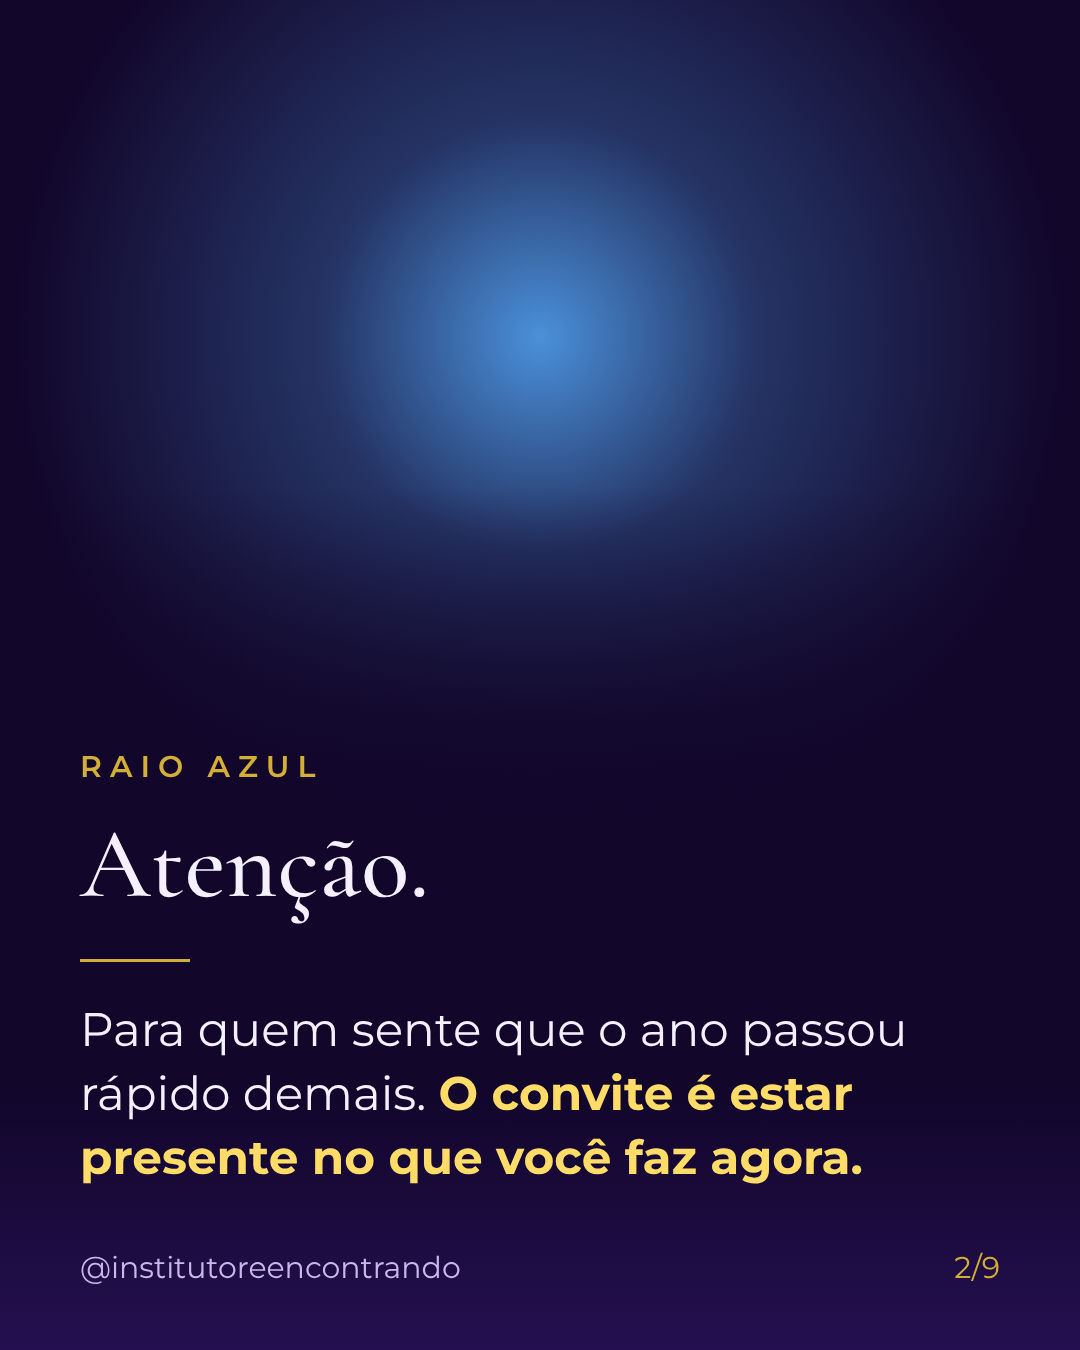 RAIO AZUL
Atenção.
Para quem sente que o ano passou
rápido demais. O convite é estar
presente no que você faz agora.
@institutoreencontrando
2/9